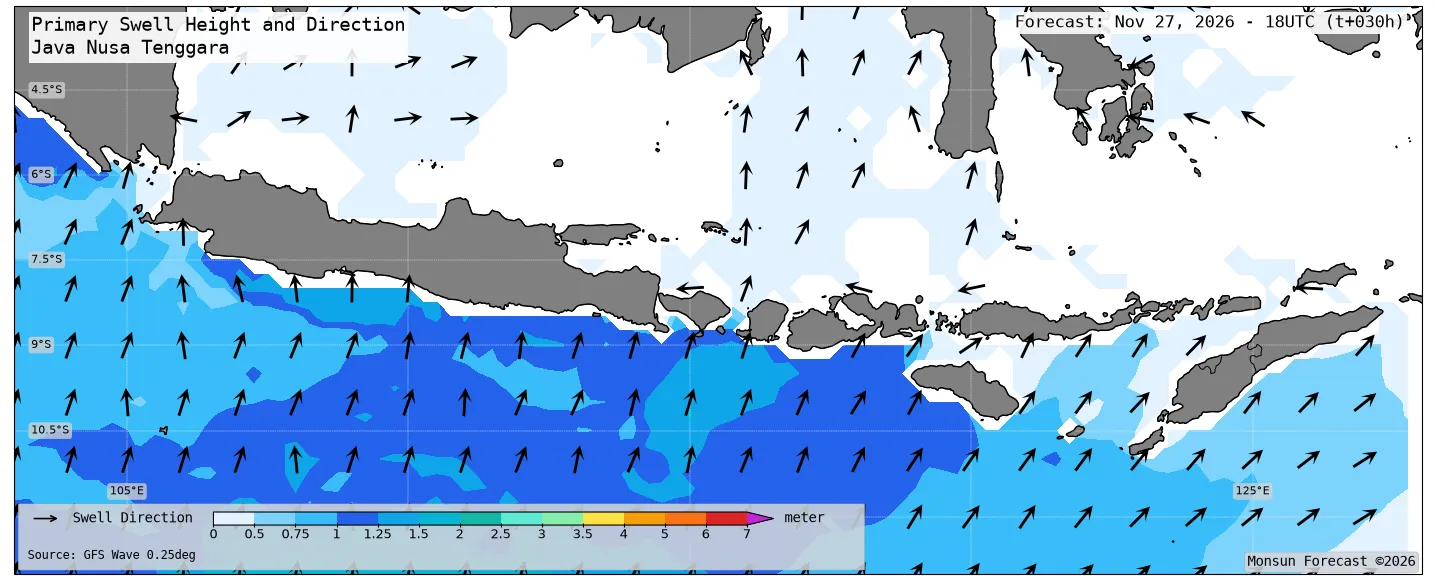 Primary Swell Height and Direction
Java Nusa Tenggara
Forecast: Nov 27, 2026 - 18UTC (t+030h)
4.5°S
6°S
7.5°S
9°S
10.5°S
105°E
125°E
Swell Direction
0 0.5 0.75 1 1.25 1.5 2 2.5 3 3.5 4 5 6 7
meter
Source: GFS Wave 0.25deg
Monsun Forecast ©2026